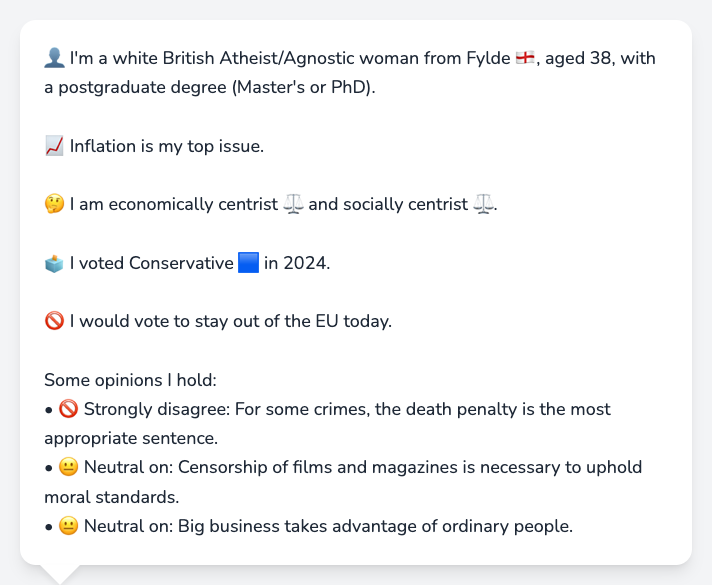 👤 I'm a white British Atheist/Agnostic woman from Fylde 🏴󠁧󠁢󠁥󠁮󠁧󠁿, aged 38, with
a postgraduate degree (Master's or PhD).
📈 Inflation is my top issue.
🤔 I am economically centrist ⚖️ and socially centrist ⚖️.
🗳️ I voted Conservative 🟦 in 2024.
🚫 I would vote to stay out of the EU today.
Some opinions I hold:
• 🚫 Strongly disagree: For some crimes, the death penalty is the most
appropriate sentence.
• 😐 Neutral on: Censorship of films and magazines is necessary to uphold
moral standards.
• 😐 Neutral on: Big business takes advantage of ordinary people.